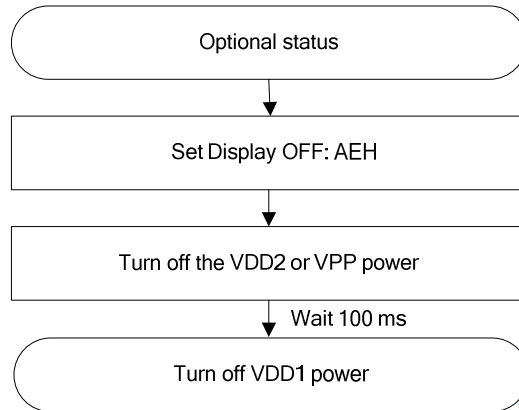 Optional status
Set Display OFF: AEH
Turn off the VDD2 or VPP power
Wait 100 ms
Turn off VDD1 power